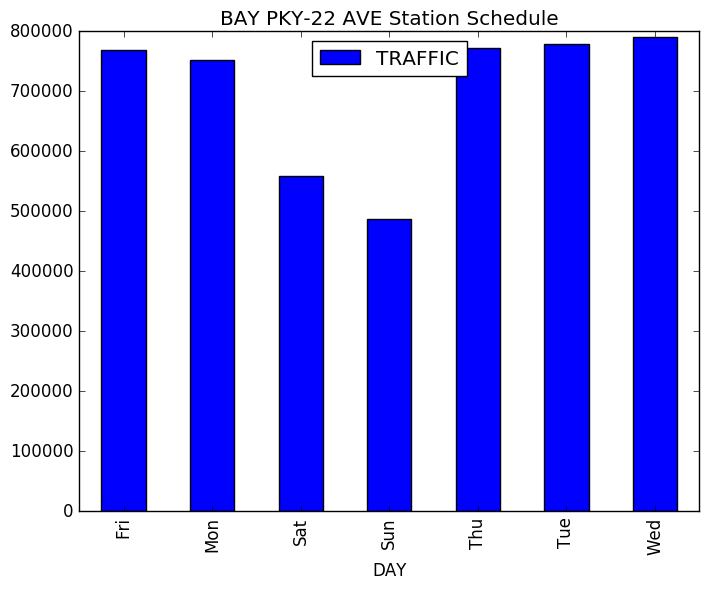 BAY PKY-22 AVE Station Schedule
800000
700000
600000
500000
400000
300000
200000
100000
0
TRAFFIC
Fri
Mon
Sat
Sun
Thu
Tue
Wed
DAY